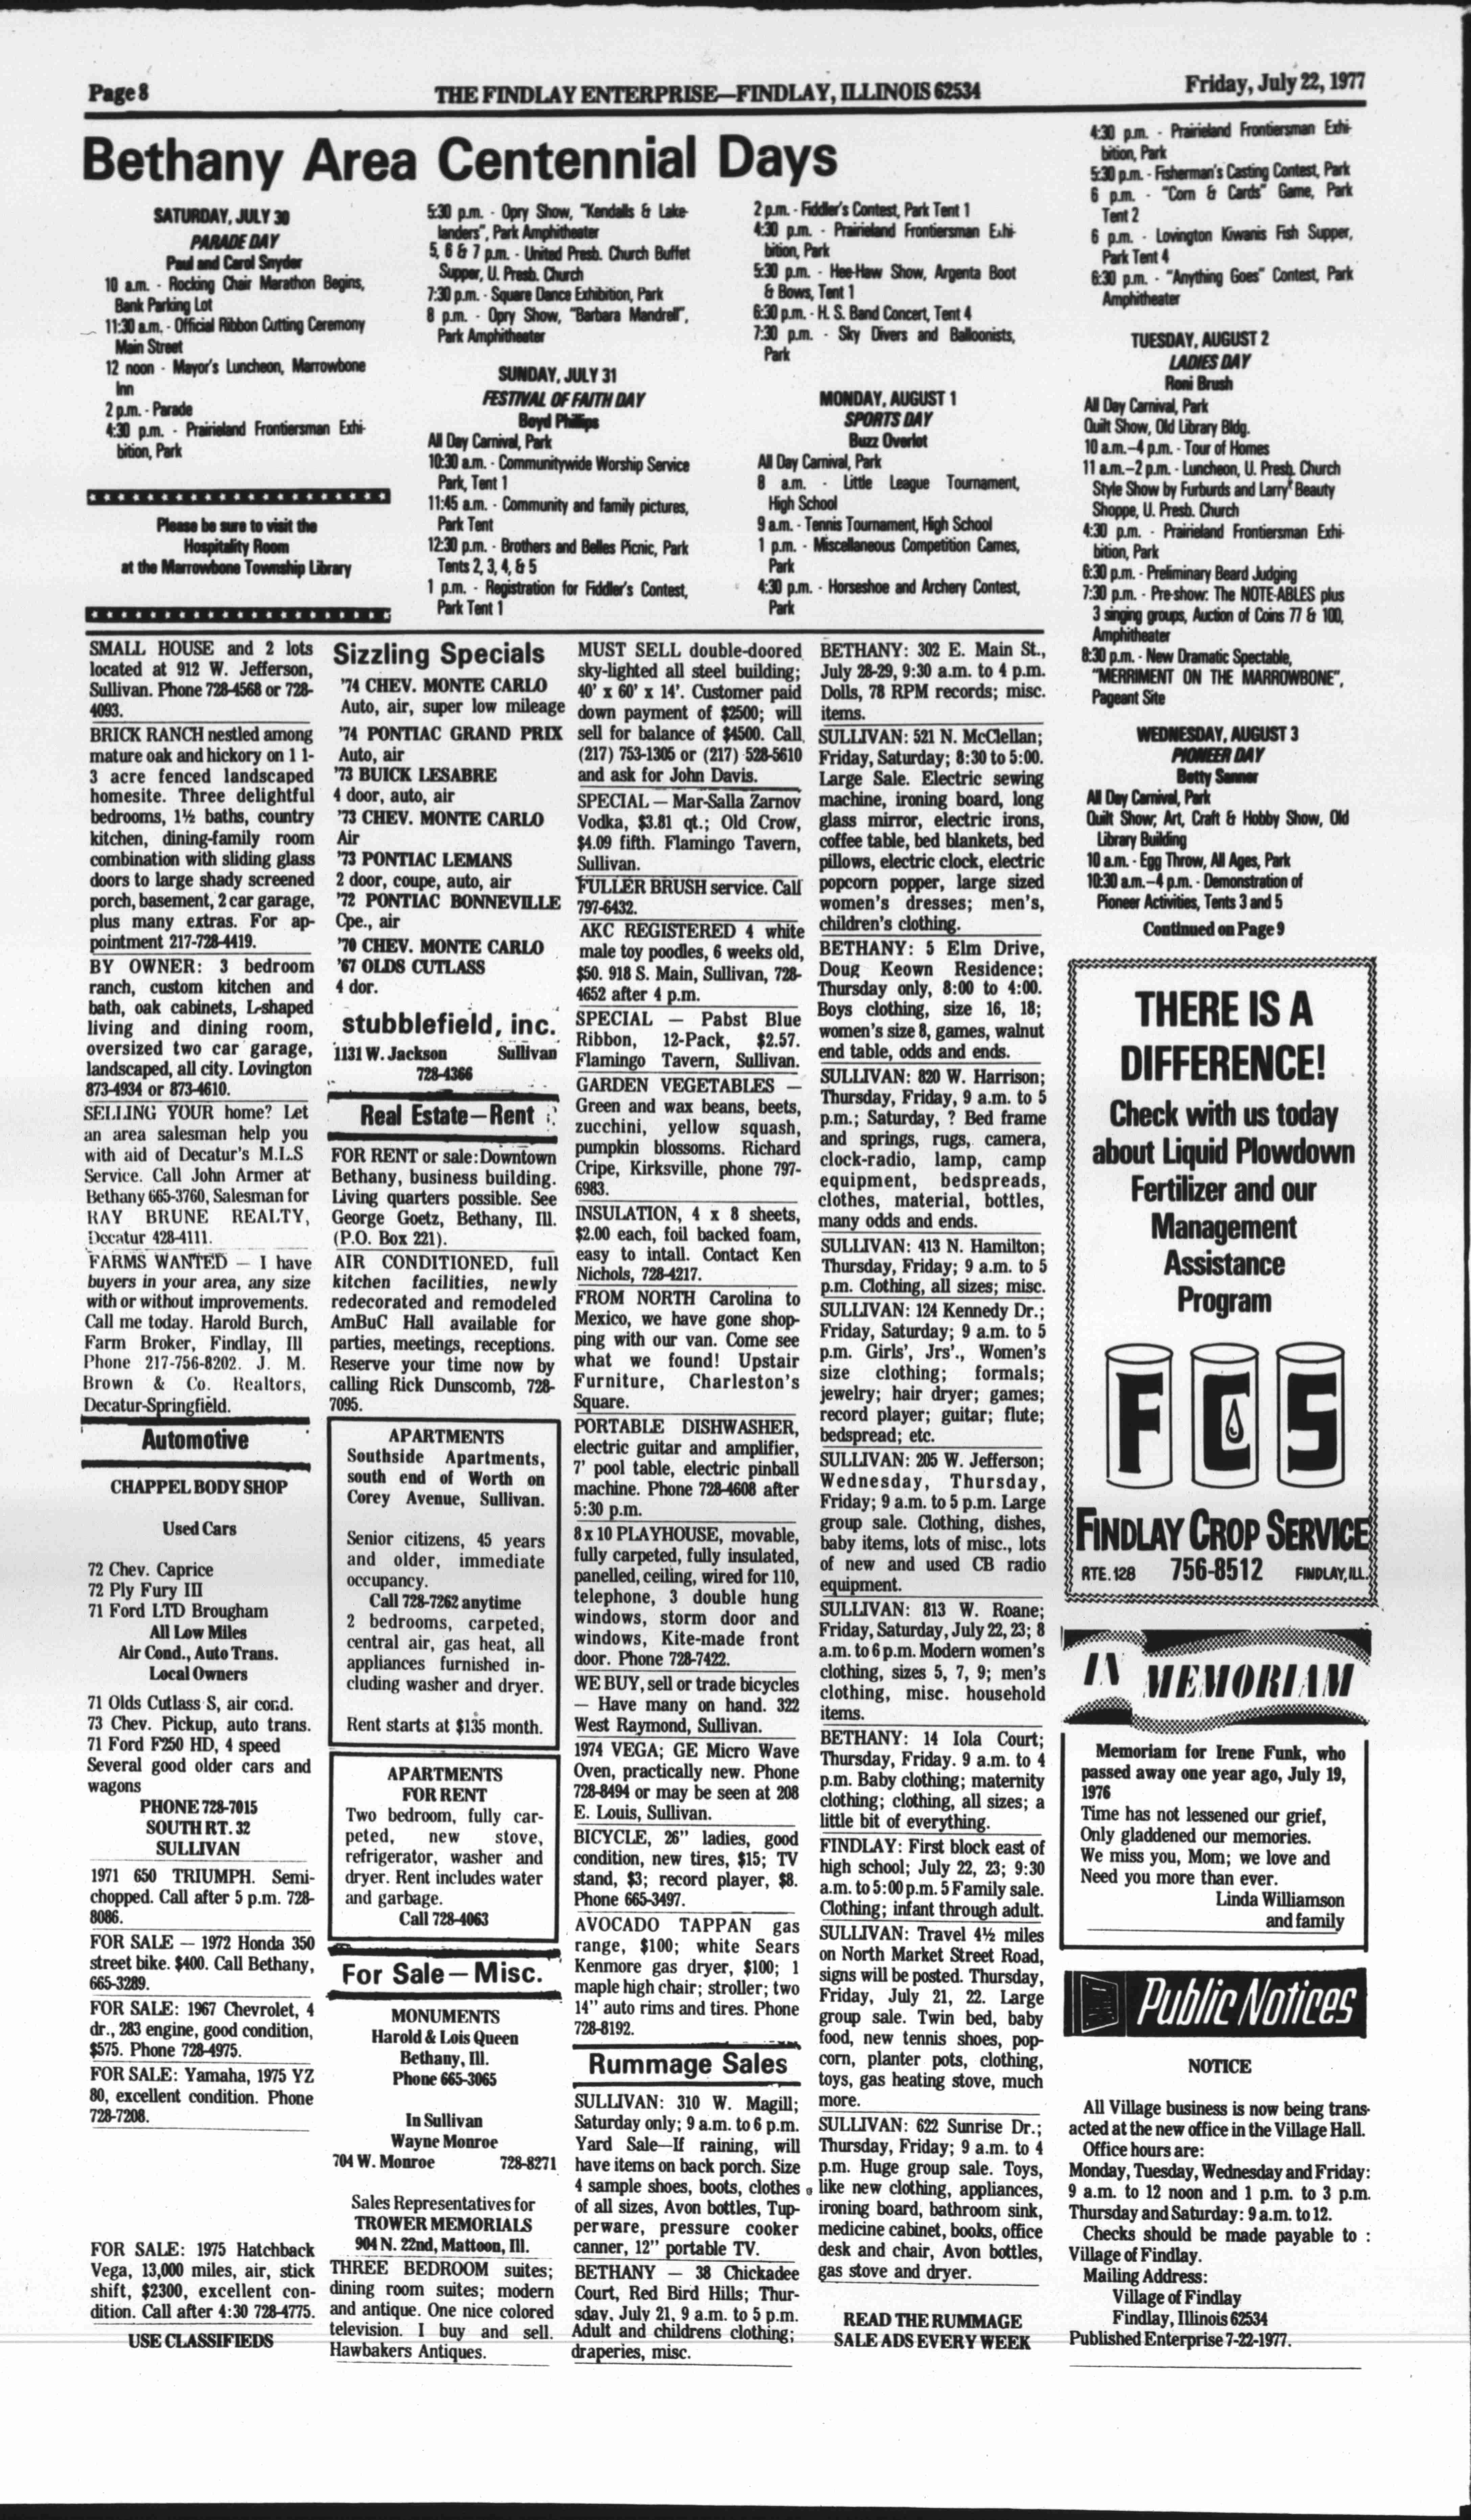 Page 8
THE FINDLAY ENTERPRISE—FINDLAY, ILLINOIS 62534
Friday, July 22, 1977
Bethany Area Centennial Days
SATURDAY, JULY 30
PARADE DAY
Paul and Carol Snyder
10 a.m. - Rocking Chair Marathon Begins,
Bank Parking Lot
11:30 a.m. - Official Ribbon Cutting Ceremony
Main Street
12 noon - Mayor's Luncheon, Marrowbone
Inn
2 p.m. - Parade
4:30 p.m. - Prairieland Frontiersman Exhi-
bition, Park
Please be sure to visit the
Hospitality Room
at the Marrowbone Township Library
5:30 p.m. - Opry Show, "Kendalls & Lake-
landers", Park Amphitheater
5, 6 & 7 p.m. - United Presb. Church Buffet
Supper, U. Presb. Church
7:30 p.m. - Square Dance Exhibition, Park
8 p.m. - Opry Show, "Barbara Mandrell",
Park Amphitheater
SUNDAY, JULY 31
FESTIVAL OF FAITH DAY
Boyd Phillips
All Day Carnival, Park
10:30 a.m. - Communitywide Worship Service
Park, Tent 1
11:45 a.m. - Community and family pictures,
Park Tent
12:30 p.m. - Brothers and Belles Picnic, Park
Tents 2, 3, 4, & 5
1 p.m. - Registration for Fiddler's Contest,
Park Tent 1
2 p.m. - Fiddler's Contest, Park Tent 1
4:30 p.m. - Prairieland Frontiersman Exhi-
bition, Park
5:30 p.m. - Hee-Haw Show, Argenta Boot
& Bows, Tent 1
6:30 p.m. - H. S. Band Concert, Tent 4
7:30 p.m. - Sky Divers and Balloonists,
Park
MONDAY, AUGUST 1
SPORTS DAY
Buzz Overlot
All Day Carnival, Park
8 a.m. - Little League Tournament,
High School
9 a.m. - Tennis Tournament, High School
1 p.m. - Miscellaneous Competition Games,
Park
4:30 p.m. - Horseshoe and Archery Contest,
Park
4:30 p.m. - Prairieland Frontiersman Exhi-
bition, Park
5:30 p.m. - Fisherman's Casting Contest, Park
6 p.m. - "Corn & Cards" Game, Park
Tent 2
6 p.m. - Lovington Kiwanis Fish Supper,
Park Tent 4
6:30 p.m. - "Anything Goes" Contest, Park
Amphitheater
TUESDAY, AUGUST 2
LADIES DAY
Roni Brush
All Day Carnival, Park
Quilt Show, Old Library Bldg.
10 a.m.—4 p.m. - Tour of Homes
11 a.m.—2 p.m. - Luncheon, U. Presb. Church
Style Show by Furburds and Larry' Beauty
Shoppe, U. Presb. Church
4:30 p.m. - Prairieland Frontiersman Exhi-
bition, Park
6:30 p.m. - Preliminary Beard Judging
7:30 p.m. - Pre-show: The NOTE-ABLES plus
3 singing groups, Auction of Coins 77 & 100,
Amphitheater
8:30 p.m. - New Dramatic Spectable,
"MERRIMENT ON THE MARROWBONE",
Pageant Site
WEDNESDAY, AUGUST 3
PIONEER DAY
Betty Sanner
All Day Carnival, Park
Quilt Show; Art, Craft & Hobby Show, Old
Library Building
10 a.m. - Egg Throw, All Ages, Park
10:30 a.m.—4 p.m. - Demonstration of
Pioneer Activities, Tents 3 and 5
Continued on Page 9
SMALL HOUSE and 2 lots
located at 912 W. Jefferson,
Sullivan. Phone 728-4568 or 728-
4093.
BRICK RANCH nestled among
mature oak and hickory on 1 1-
3 acre fenced landscaped
homesite. Three delightful
bedrooms, 1½ baths, country
kitchen, dining-family room
combination with sliding glass
doors to large shady screened
porch, basement, 2 car garage,
plus many extras. For ap-
pointment 217-728-4419.
BY OWNER: 3 bedroom
ranch, custom kitchen and
bath, oak cabinets, L-shaped
living and dining room,
oversized two car garage,
landscaped, all city. Lovington
873-4934 or 873-4610.
SELLING YOUR home? Let
an area salesman help you
with aid of Decatur's M.L.S
Service. Call John Armer at
Bethany 665-3760, Salesman for
RAY BRUNE REALTY,
Decatur 428-4111.
FARMS WANTED — I have
buyers in your area, any size
with or without improvements.
Call me today. Harold Burch,
Farm Broker, Findlay, Ill
Phone 217-756-8202. J. M.
Brown & Co. Realtors,
Decatur-Springfield.
Automotive
CHAPPEL BODY SHOP
Used Cars
72 Chev. Caprice
72 Ply Fury III
71 Ford LTD Brougham
All Low Miles
Air Cond., Auto Trans.
Local Owners
71 Olds Cutlass S, air cond.
73 Chev. Pickup, auto trans.
71 Ford F250 HD, 4 speed
Several good older cars and
wagons
PHONE 728-7015
SOUTH RT. 32
SULLIVAN
1971 650 TRIUMPH. Semi-
chopped. Call after 5 p.m. 728-
8086.
FOR SALE — 1972 Honda 350
street bike. $400. Call Bethany,
665-3289.
FOR SALE: 1967 Chevrolet, 4
dr., 283 engine, good condition,
$575. Phone 728-4975.
FOR SALE: Yamaha, 1975 YZ
80, excellent condition. Phone
728-7208.
FOR SALE: 1975 Hatchback
Vega, 13,000 miles, air, stick
shift, $2300, excellent con-
dition. Call after 4:30 728-4775.
USE CLASSIFIEDS
Sizzling Specials
'74 CHEV. MONTE CARLO
Auto, air, super low mileage
'74 PONTIAC GRAND PRIX
Auto, air
'73 BUICK LESABRE
4 door, auto, air
'73 CHEV. MONTE CARLO
Air
'73 PONTIAC LEMANS
2 door, coupe, auto, air
'72 PONTIAC BONNEVILLE
Cpe., air
'70 CHEV. MONTE CARLO
'67 OLDS CUTLASS
4 dor.
stubblefield, inc.
1131 W. Jackson Sullivan
728-4366
Real Estate—Rent
FOR RENT or sale: Downtown
Bethany, business building.
Living quarters possible. See
George Goetz, Bethany, Ill.
(P.O. Box 221).
AIR CONDITIONED, full
kitchen facilities, newly
redecorated and remodeled
AmBuC Hall available for
parties, meetings, receptions.
Reserve your time now by
calling Rick Dunscomb, 728-
7095.
APARTMENTS
Southside Apartments,
south end of Worth on
Corey Avenue, Sullivan.
Senior citizens, 45 years
and older, immediate
occupancy.
Call 728-7262 anytime
2 bedrooms, carpeted,
central air, gas heat, all
appliances furnished in-
cluding washer and dryer.
Rent starts at $135 month.
APARTMENTS
FOR RENT
Two bedroom, fully car-
peted, new stove,
refrigerator, washer and
dryer. Rent includes water
and garbage.
Call 728-4063
For Sale—Misc.
MONUMENTS
Harold & Lois Queen
Bethany, Ill.
Phone 665-3065
In Sullivan
Wayne Monroe
704 W. Monroe 728-8271
Sales Representatives for
TROWER MEMORIALS
904 N. 22nd, Mattoon, Ill.
THREE BEDROOM suites;
dining room suites; modern
and antique. One nice colored
television. I buy and sell.
Hawbakers Antiques.
MUST SELL double-doored
sky-lighted all steel building;
40' x 60' x 14'. Customer paid
down payment of $2500; will
sell for balance of $4500. Call,
(217) 753-1305 or (217) 528-5610
and ask for John Davis.
SPECIAL — Mar-Salla Zarnov
Vodka, $3.81 qt.; Old Crow,
$4.09 fifth. Flamingo Tavern,
Sullivan.
FULLER BRUSH service. Call
797-6432.
AKC REGISTERED 4 white
male toy poodles, 6 weeks old,
$50. 918 S. Main, Sullivan, 728-
4652 after 4 p.m.
SPECIAL — Pabst Blue
Ribbon, 12-Pack, $2.57.
Flamingo Tavern, Sullivan.
GARDEN VEGETABLES —
Green and wax beans, beets,
zucchini, yellow squash,
pumpkin blossoms. Richard
Cripe, Kirksville, phone 797-
6983.
INSULATION, 4 x 8 sheets,
$2.00 each, foil backed foam,
easy to intall. Contact Ken
Nichols, 728-4217.
FROM NORTH Carolina to
Mexico, we have gone shop-
ping with our van. Come see
what we found! Upstair
Furniture, Charleston's
Square.
PORTABLE DISHWASHER,
electric guitar and amplifier,
7' pool table, electric pinball
machine. Phone 728-4608 after
5:30 p.m.
8 x 10 PLAYHOUSE, movable,
fully carpeted, fully insulated,
panelled, ceiling, wired for 110,
telephone, 3 double hung
windows, storm door and
windows, Kite-made front
door. Phone 728-7422.
WE BUY, sell or trade bicycles
— Have many on hand. 322
West Raymond, Sullivan.
1974 VEGA; GE Micro Wave
Oven, practically new. Phone
728-8494 or may be seen at 208
E. Louis, Sullivan.
BICYCLE, 26" ladies, good
condition, new tires, $15; TV
stand, $3; record player, $8.
Phone 665-3497.
AVOCADO TAPPAN gas
range, $100; white Sears
Kenmore gas dryer, $100; 1
maple high chair; stroller; two
14" auto rims and tires. Phone
728-8192.
Rummage Sales
SULLIVAN: 310 W. Magill;
Saturday only; 9 a.m. to 6 p.m.
Yard Sale—If raining, will
have items on back porch. Size
4 sample shoes, boots, clothes
of all sizes, Avon bottles, Tup-
perware, pressure cooker
canner, 12" portable TV.
BETHANY — 38 Chickadee
Court, Red Bird Hills; Thur-
sday, July 21, 9 a.m. to 5 p.m.
Adult and childrens clothing;
draperies, misc.
BETHANY: 302 E. Main St.,
July 28-29, 9:30 a.m. to 4 p.m.
Dolls, 78 RPM records; misc.
items.
SULLIVAN: 521 N. McClellan;
Friday, Saturday; 8:30 to 5:00.
Large Sale. Electric sewing
machine, ironing board, long
glass mirror, electric irons,
coffee table, bed blankets, bed
pillows, electric clock, electric
popcorn popper, large sized
women's dresses; men's,
children's clothing.
BETHANY: 5 Elm Drive,
Doug Keown Residence;
Thursday only, 8:00 to 4:00.
Boys clothing, size 16, 18;
women's size 8, games, walnut
end table, odds and ends.
SULLIVAN: 820 W. Harrison;
Thursday, Friday, 9 a.m. to 5
p.m.; Saturday, ? Bed frame
and springs, rugs, camera,
clock-radio, lamp, camp
equipment, bedspreads,
clothes, material, bottles,
many odds and ends.
SULLIVAN: 413 N. Hamilton;
Thursday, Friday; 9 a.m. to 5
p.m. Clothing, all sizes; misc.
SULLIVAN: 124 Kennedy Dr.;
Friday, Saturday; 9 a.m. to 5
p.m. Girls', Jrs'., Women's
size clothing; formals;
jewelry; hair dryer; games;
record player; guitar; flute;
bedspread; etc.
SULLIVAN: 205 W. Jefferson;
Wednesday, Thursday,
Friday; 9 a.m. to 5 p.m. Large
group sale. Clothing, dishes,
baby items, lots of misc., lots
of new and used CB radio
equipment.
SULLIVAN: 813 W. Roane;
Friday, Saturday, July 22, 23; 8
a.m. to 6 p.m. Modern women's
clothing, sizes 5, 7, 9; men's
clothing, misc. household
items.
BETHANY: 14 Iola Court;
Thursday, Friday. 9 a.m. to 4
p.m. Baby clothing; maternity
clothing; clothing, all sizes; a
little bit of everything.
FINDLAY: First block east of
high school; July 22, 23; 9:30
a.m. to 5:00 p.m. 5 Family sale.
Clothing; infant through adult.
SULLIVAN: Travel 4½ miles
on North Market Street Road,
signs will be posted. Thursday,
Friday, July 21, 22. Large
group sale. Twin bed, baby
food, new tennis shoes, pop-
corn, planter pots, clothing,
toys, gas heating stove, much
more.
SULLIVAN: 622 Sunrise Dr.;
Thursday, Friday; 9 a.m. to 4
p.m. Huge group sale. Toys,
like new clothing, appliances,
ironing board, bathroom sink,
medicine cabinet, books, office
desk and chair, Avon bottles,
gas stove and dryer.
READ THE RUMMAGE
SALE ADS EVERY WEEK
THERE IS A
DIFFERENCE!
Check with us today
about Liquid Plowdown
Fertilizer and our
Management
Assistance
Program
FCS
FINDLAY CROP SERVICE
RTE. 128 756-8512 FINDLAY, ILL.
IN MEMORIAM
Memoriam for Irene Funk, who
passed away one year ago, July 19,
1976
Time has not lessened our grief,
Only gladdened our memories.
We miss you, Mom; we love and
Need you more than ever.
Linda Williamson
and family
Public Notices
NOTICE
All Village business is now being trans-
acted at the new office in the Village Hall.
Office hours are:
Monday, Tuesday, Wednesday and Friday:
9 a.m. to 12 noon and 1 p.m. to 3 p.m.
Thursday and Saturday: 9 a.m. to 12.
Checks should be made payable to :
Village of Findlay.
Mailing Address:
Village of Findlay
Findlay, Illinois 62534
Published Enterprise 7-22-1977.